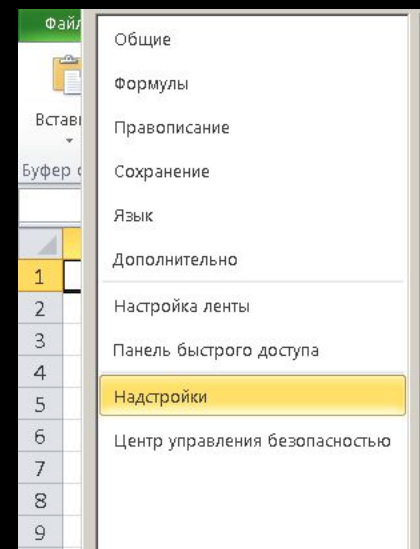 Файл
Встави
Буфер о
1
2
3
4
5
6
7
8
9
Общие
Формулы
Правописание
Сохранение
Язык
Дополнительно
Настройка ленты
Панель быстрого доступа
Надстройки
Центр управления безопасностью